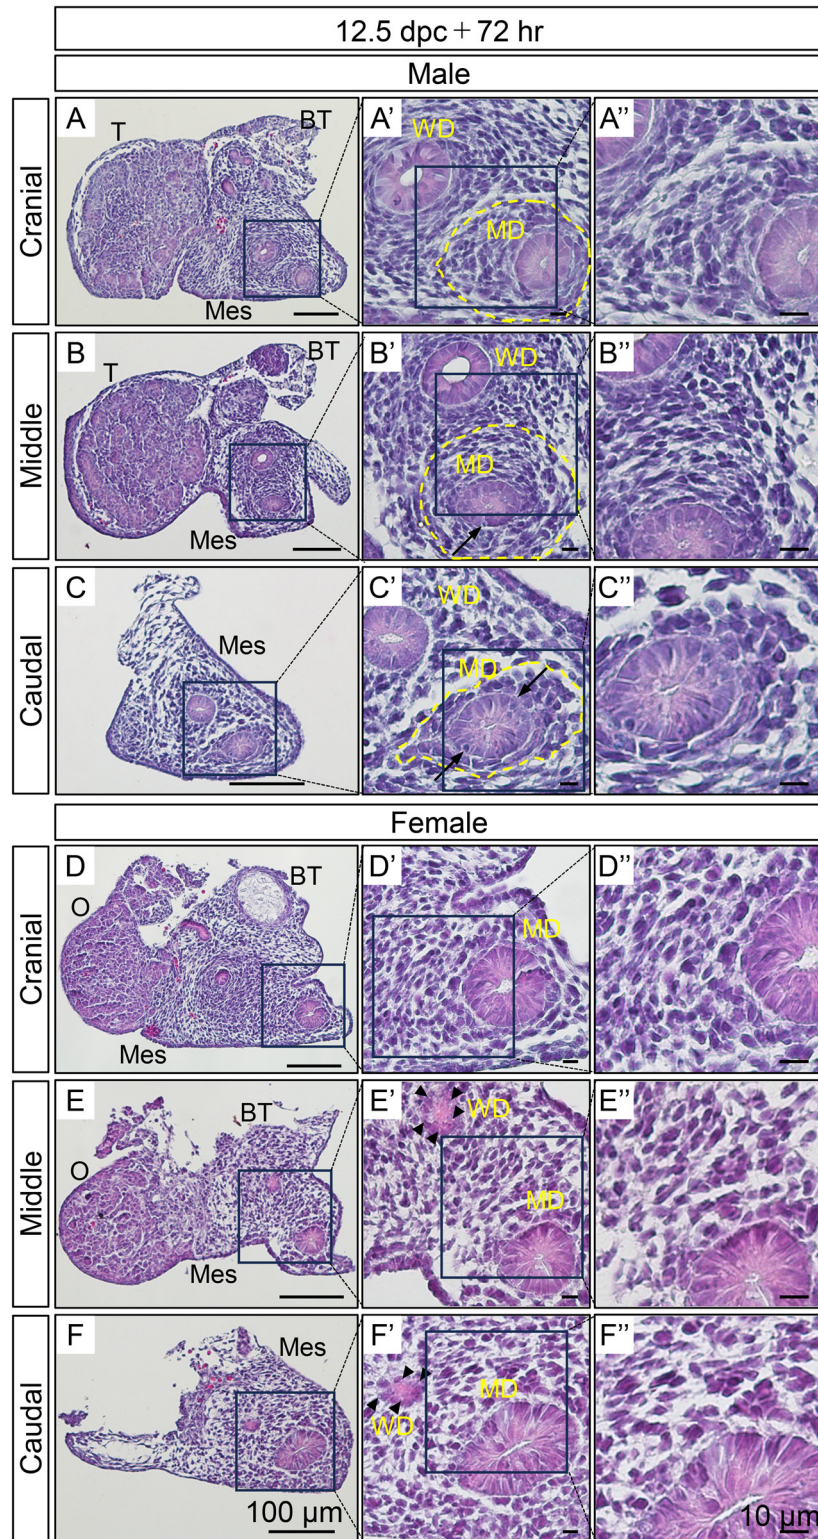 12.5 dpc + 72 hr
Male
Cranial
A
T
BT
Mes
A'
WD
MD
A''
Middle
B
T
BT
Mes
B'
WD
MD
B''
Caudal
C
Mes
C'
WD
MD
C''
Female
Cranial
D
O
BT
Mes
D'
MD
D''
Middle
E
O
BT
Mes
E'
WD
MD
E''
Caudal
F
Mes
100 μm
F'
MD
WD
F''
10 μm